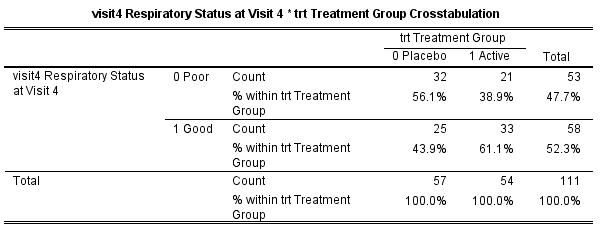 visit4 Respiratory Status at Visit 4 * trt Treatment Group Crosstabulation
trt Treatment Group
0 Placebo 1 Active Total
visit4 Respiratory Status 0 Poor Count 32 21 53
at Visit 4 % within trt Treatment 56.1% 38.9% 47.7%
Group
1 Good Count 25 33 58
% within trt Treatment 43.9% 61.1% 52.3%
Group
Total Count 57 54 111
% within trt Treatment 100.0% 100.0% 100.0%
Group